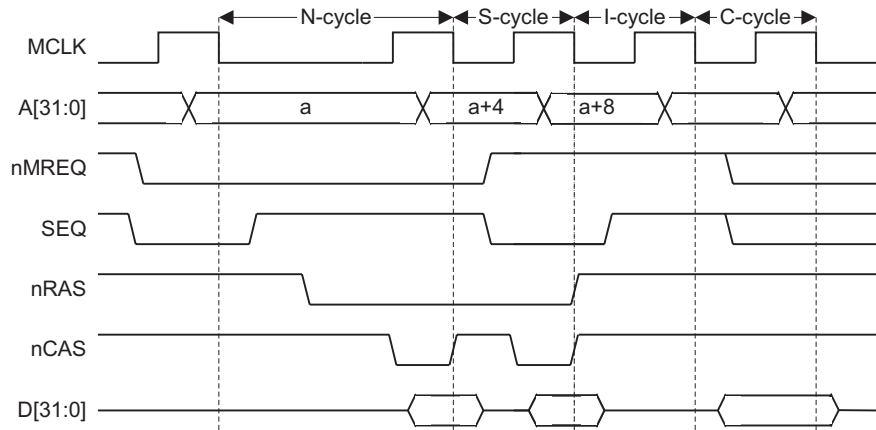 N-cycle S-cycle I-cycle C-cycle
MCLK
A[31:0] a a+4 a+8
nMREQ
SEQ
nRAS
nCAS
D[31:0]